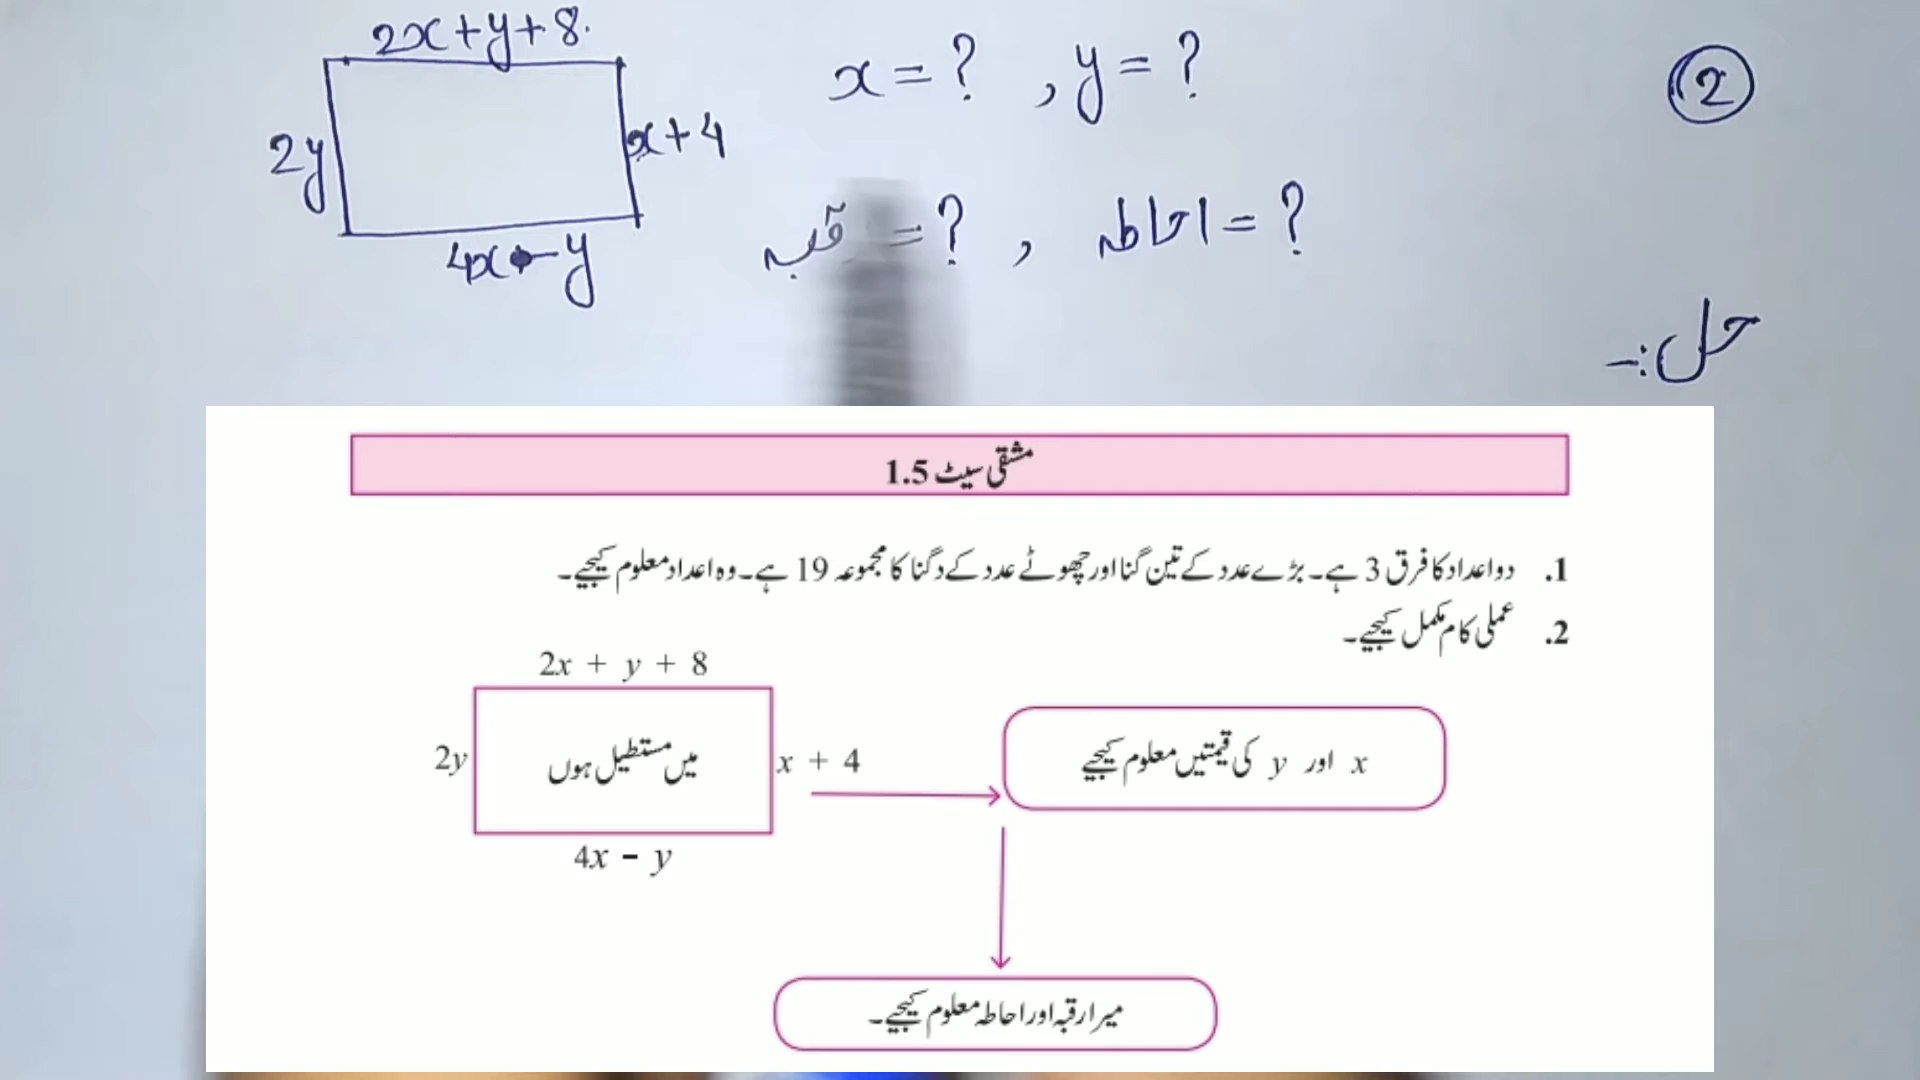 2x+y+8
x = ? , y = ?
2
2y
x+4
4x-y
= ? , احاطہ = ?
حل :-
مشقی سیٹ 1.5
1. دو اعداد کا فرق 3 ہے۔ بڑے عدد کے تین گنا اور چھوٹے عدد کے دگنا کا مجموعہ 19 ہے۔ وہ اعداد معلوم کیجیے۔
2. عملی کام مکمل کیجیے۔
2x + y + 8
2y
میں مستطیل ہوں
x + 4
x اور y کی قیمتیں معلوم کیجیے
4x - y
میرا رقبہ اور احاطہ معلوم کیجیے۔